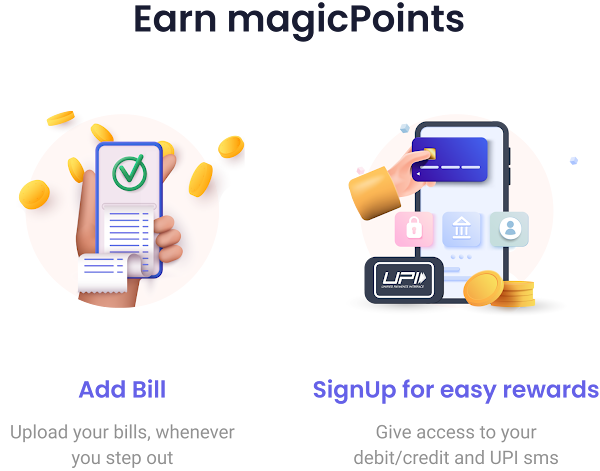 Earn magicPoints
UPI
UNIFIED PAYMENTS INTERFACE
Add Bill
Upload your bills, whenever
you step out
SignUp for easy rewards
Give access to your
debit/credit and UPI sms